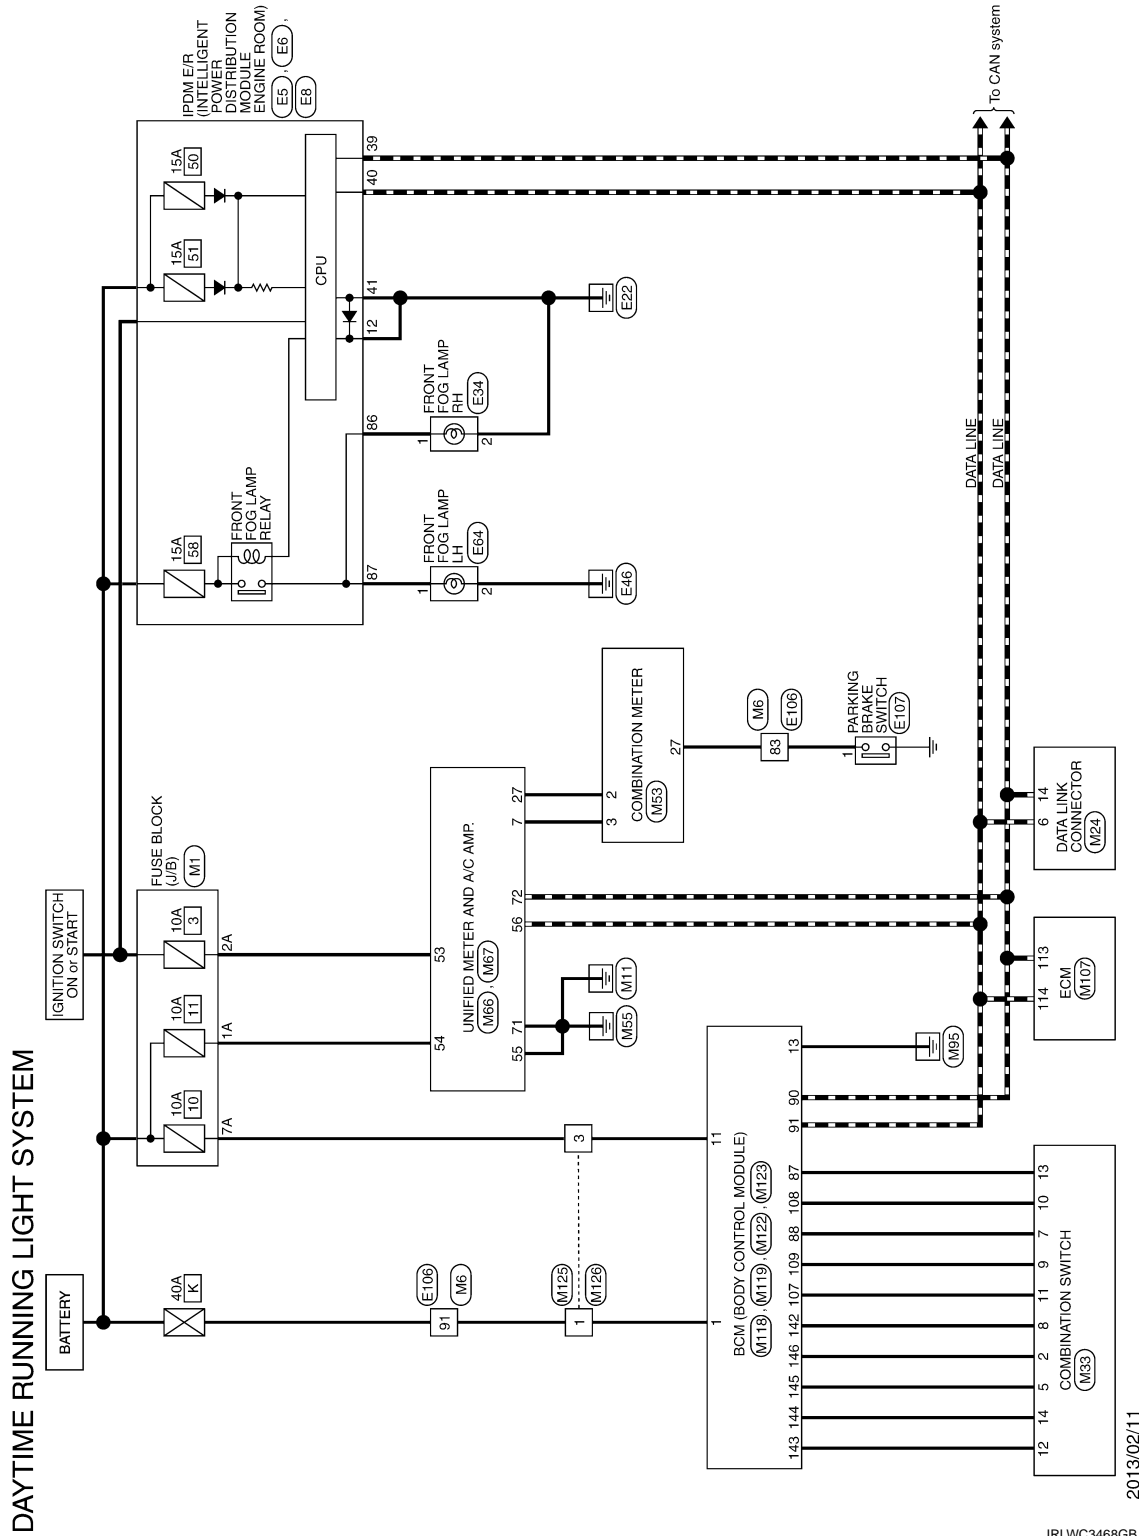 DAYTIME RUNNING LIGHT SYSTEM
BATTERY
IGNITION SWITCH
ON or START
40A
K
10A
10
10A
11
10A
3
FUSE BLOCK
(J/B)
M1
7A
1A
2A
15A
58
15A
51
15A
50
IPDM E/R
(INTELLIGENT
POWER
DISTRIBUTION
MODULE
ENGINE ROOM)
E5 , E6 ,
E8
FRONT
FOG LAMP
RELAY
CPU
87
86
12
41
40
39
E106
91
M6
54
53
UNIFIED METER AND A/C AMP.
M66 , M67
55
71
56
72
7
27
1
FRONT
FOG LAMP
LH
E64
2
1
FRONT
FOG LAMP
RH
E34
2
M125
1
M126
3
M55
M11
E46
E22
3
2
COMBINATION METER
M53
27
1
11
BCM (BODY CONTROL MODULE)
M118 , M119 , M122 , M123
143
144
145
146
142
107
109
88
108
87
91
90
13
M6
83
E106
1
PARKING
BRAKE
SWITCH
E107
M95
DATA LINE
DATA LINE
To CAN system
12
14
5
2
8
11
9
7
10
13
COMBINATION SWITCH
M33
114
113
ECM
M107
6
14
DATA LINK
CONNECTOR
M24
2013/02/11
JRLWC3468GB